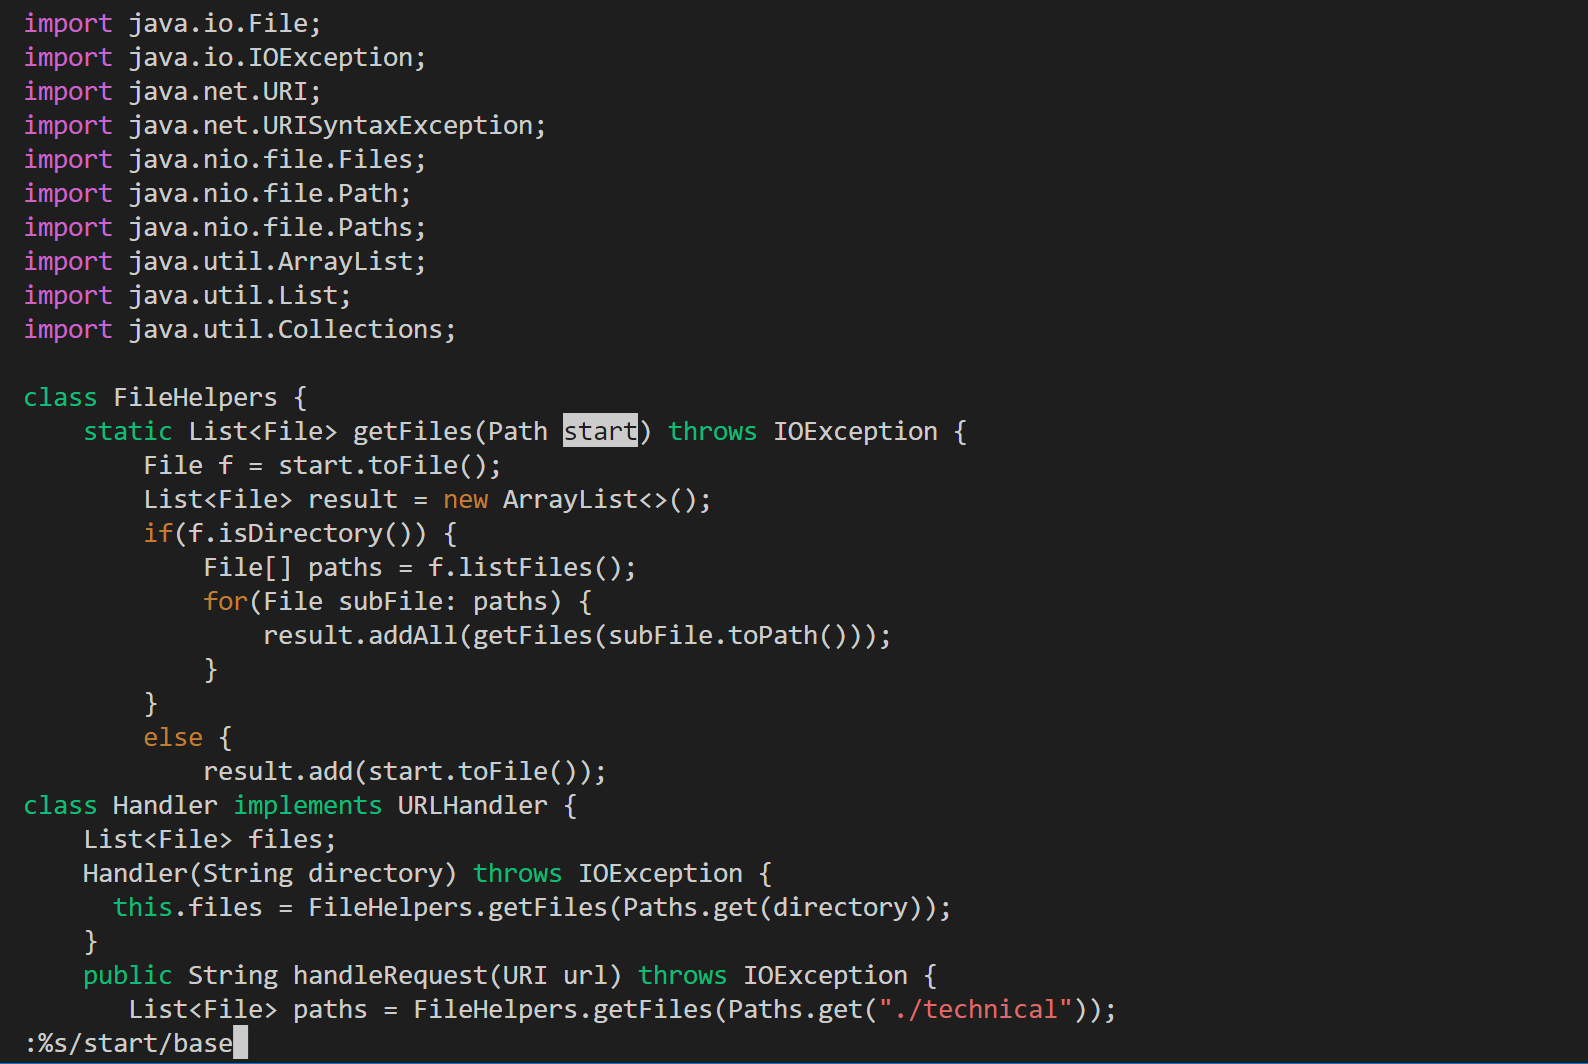 import java.io.File;
import java.io.IOException;
import java.net.URI;
import java.net.URISyntaxException;
import java.nio.file.Files;
import java.nio.file.Path;
import java.nio.file.Paths;
import java.util.ArrayList;
import java.util.List;
import java.util.Collections;

class FileHelpers {
    static List<File> getFiles(Path start) throws IOException {
        File f = start.toFile();
        List<File> result = new ArrayList<>();
        if(f.isDirectory()) {
            File[] paths = f.listFiles();
            for(File subFile: paths) {
                result.addAll(getFiles(subFile.toPath()));
            }
        }
        else {
            result.add(start.toFile());
class Handler implements URLHandler {
    List<File> files;
    Handler(String directory) throws IOException {
      this.files = FileHelpers.getFiles(Paths.get(directory));
    }
    public String handleRequest(URI url) throws IOException {
       List<File> paths = FileHelpers.getFiles(Paths.get("./technical"));
:%s/start/base